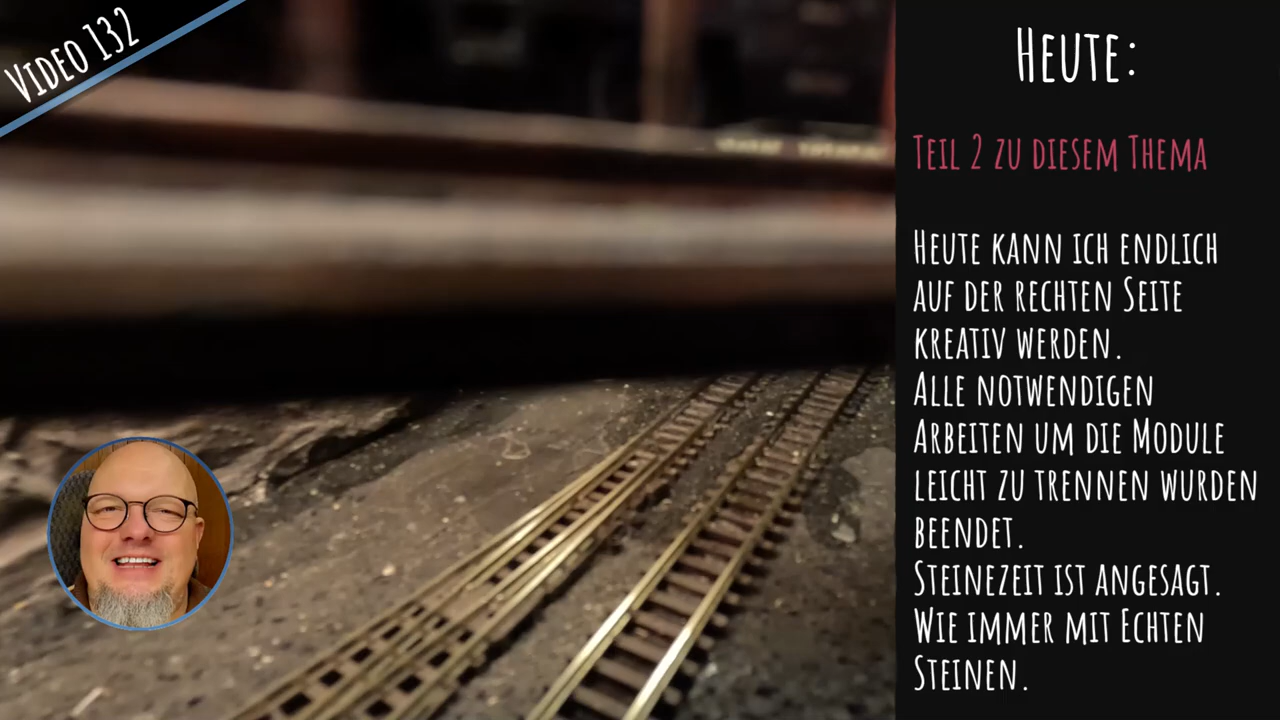 Video 132
Heute:
Teil 2 zu diesem Thema
Heute kann ich endlich
auf der rechten Seite
kreativ werden.
Alle notwendigen
Arbeiten um die Module
leicht zu trennen wurden
beendet.
Steinezeit ist angesagt.
Wie immer mit Echten
Steinen.